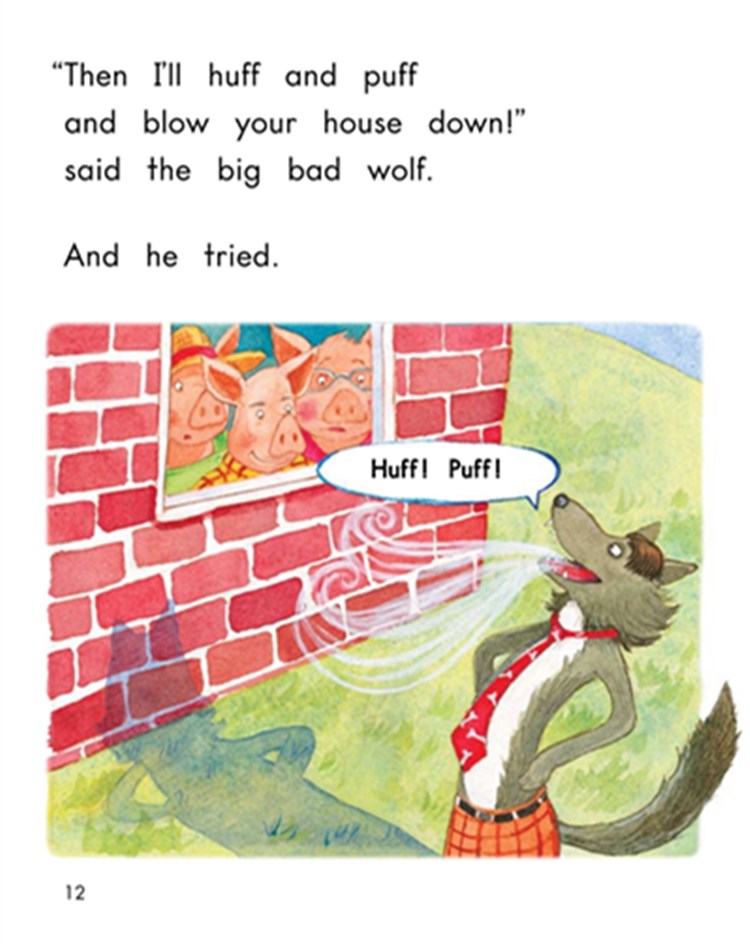 “Then I’ll huff and puff
and blow your house down!”
said the big bad wolf.
And he tried.
Huff! Puff!
12